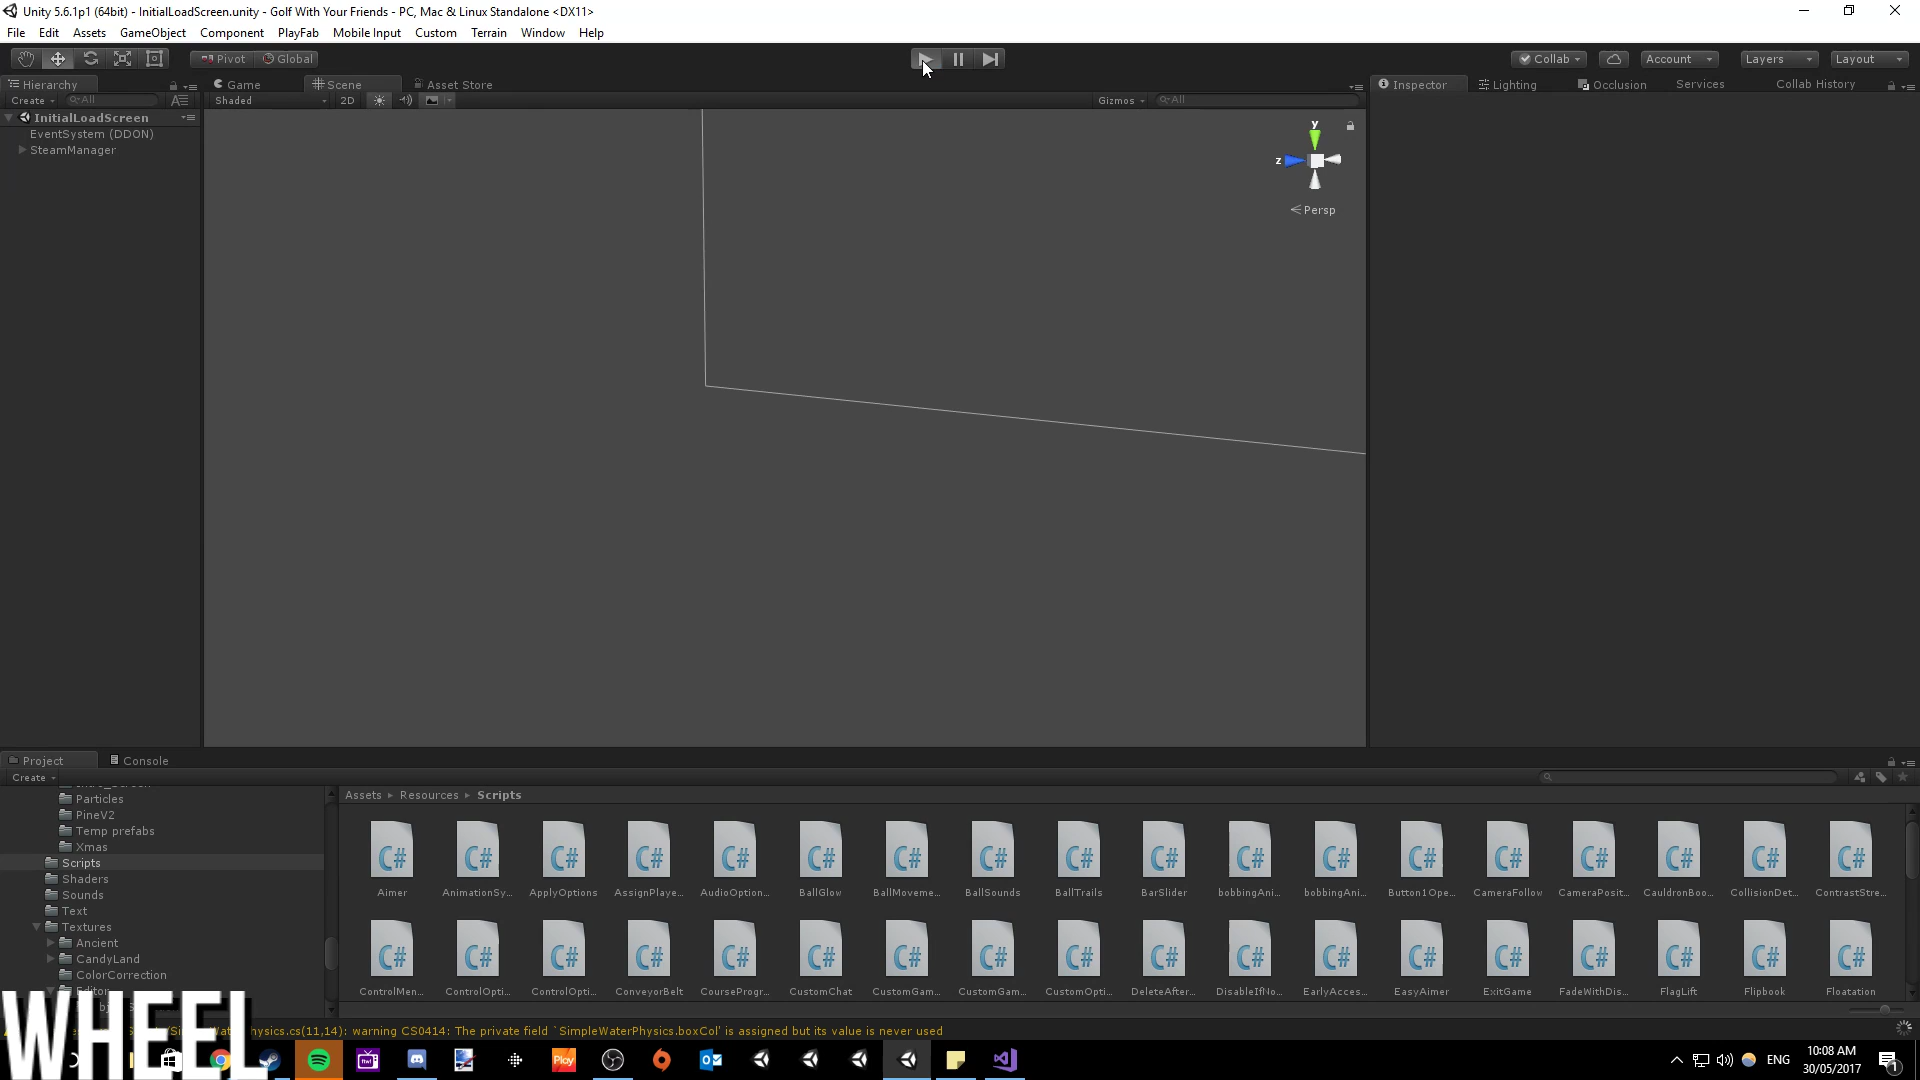 Unity 5.6.1p1 (64bit) - InitialLoadScreen.unity - Golf With Your Friends - PC, Mac & Linux Standalone <DX11>
File Edit Assets GameObject Component PlayFab Mobile Input Custom Terrain Window Help
Pivot Global Collab Account Layers Layout
Hierarchy Game Scene Asset Store Inspector Lighting Occlusion Services Collab History
Create All Shaded 2D Gizmos All
InitialLoadScreen
EventSystem (DDON)
SteamManager
y
z
Persp
Project Console
Create
Particles
PineV2
Temp prefabs
Xmas
Scripts
Shaders
Sounds
Text
Textures
Ancient
CandyLand
ColorCorrection
Assets Resources Scripts
C# C# C# C# C# C# C# C# C# C# C# C# C# C# C# C# C# C#
Aimer AnimationSy... ApplyOptions AssignPlaye... AudioOption... BallGlow BallMoveme... BallSounds BallTrails BarSlider bobbingAni... bobbingAni... Button1Ope... CameraFollow CameraPosit... CauldronBoo... CollisionDet... ContrastStre...
C# C# C# C# C# C# C# C# C# C# C# C# C# C# C# C# C# C#
ControlMen... ControlOpti... ControlOpti... ConveyorBelt CourseProgr... CustomChat CustomGam... CustomGam... CustomOpti... DeleteAfter... DisableIfNo... EarlyAcces... EasyAimer ExitGame FadeWithDis... FlagLift Flipbook Floatation
hysics.cs(11,14): warning CS0414: The private field `SimpleWaterPhysics.boxCol' is assigned but its value is never used
WHEEL
Play
ENG
10:08 AM
30/05/2017
1